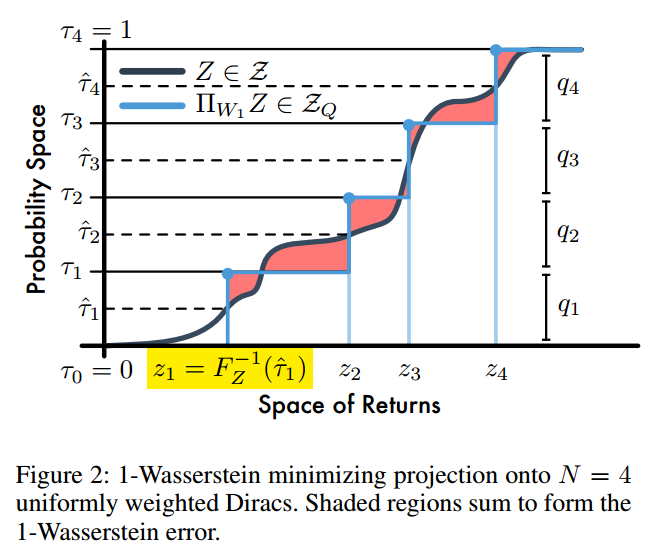 τ₄ = 1
Z ∈ 𝒵
τ̂₄
Π_{W₁}Z ∈ 𝒵_Q
q₄
τ₃
τ̂₃
q₃
τ₂
τ̂₂
q₂
τ₁
τ̂₁
q₁
Probability Space
τ₀ = 0 z₁ = F_Z^{-1}(τ̂₁) z₂ z₃ z₄
Space of Returns
Figure 2: 1-Wasserstein minimizing projection onto N = 4
uniformly weighted Diracs. Shaded regions sum to form the
1-Wasserstein error.